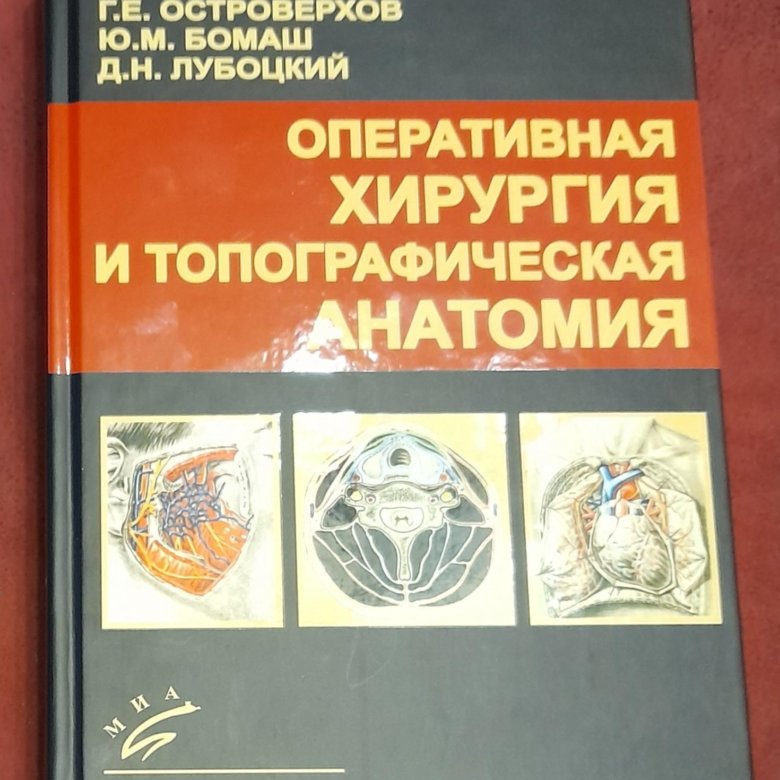 Г.Е. ОСТРОВЕРХОВ
Ю.М. БОМАШ
Д.Н. ЛУБОЦКИЙ
ОПЕРАТИВНАЯ
ХИРУРГИЯ
И ТОПОГРАФИЧЕСКАЯ
АНАТОМИЯ
МИА